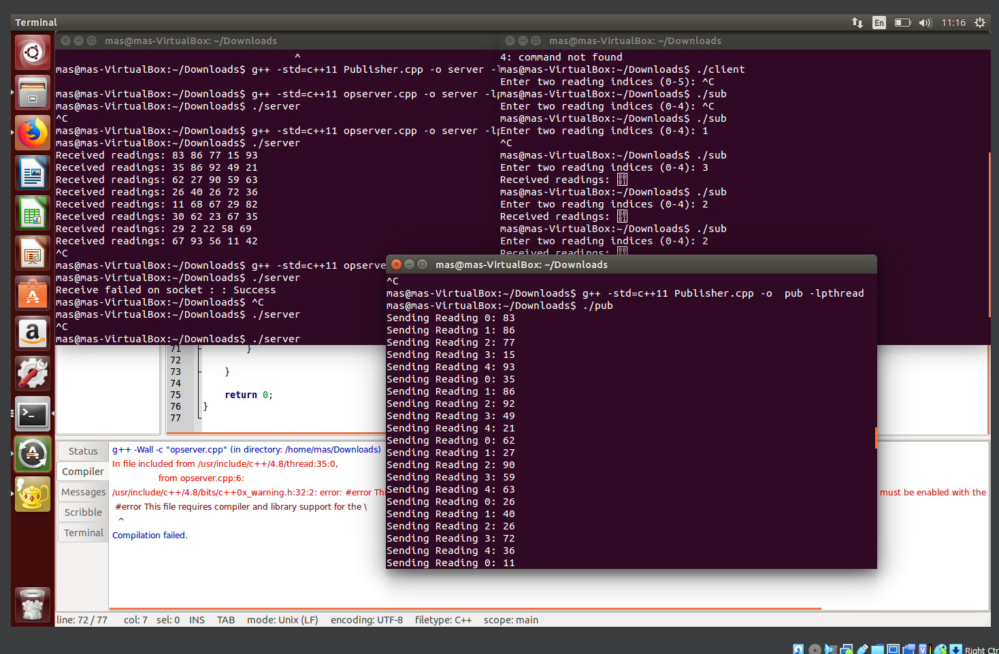 Terminal
En
11:16
mas@mas-VirtualBox: ~/Downloads
^
mas@mas-VirtualBox:~/Downloads$ g++ -std=c++11 Publisher.cpp -o server -l
mas@mas-VirtualBox:~/Downloads$ g++ -std=c++11 opserver.cpp -o server -lp
mas@mas-VirtualBox:~/Downloads$ ./server
^C
mas@mas-VirtualBox:~/Downloads$ g++ -std=c++11 opserver.cpp -o server -lp
mas@mas-VirtualBox:~/Downloads$ ./server
Received readings: 83 86 77 15 93
Received readings: 35 86 92 49 21
Received readings: 62 27 90 59 63
Received readings: 26 40 26 72 36
Received readings: 11 68 67 29 82
Received readings: 30 62 23 67 35
Received readings: 29 2 22 58 69
Received readings: 67 93 56 11 42
^C
mas@mas-VirtualBox:~/Downloads$ g++ -std=c++11 opserve
mas@mas-VirtualBox:~/Downloads$ ./server
Receive failed on socket : : Success
mas@mas-VirtualBox:~/Downloads$ ^C
mas@mas-VirtualBox:~/Downloads$ ./server
^C
mas@mas-VirtualBox:~/Downloads$ ./server
mas@mas-VirtualBox: ~/Downloads
4: command not found
mas@mas-VirtualBox:~/Downloads$ ./client
Enter two reading indices (0-5): ^C
mas@mas-VirtualBox:~/Downloads$ ./sub
Enter two reading indices (0-4): ^C
mas@mas-VirtualBox:~/Downloads$ ./sub
Enter two reading indices (0-4): 1
^C
mas@mas-VirtualBox:~/Downloads$ ./sub
Enter two reading indices (0-4): 3
Received readings: 
mas@mas-VirtualBox:~/Downloads$ ./sub
Enter two reading indices (0-4): 2
Received readings: 
mas@mas-VirtualBox:~/Downloads$ ./sub
Enter two reading indices (0-4): 2
Received readings: 
mas@mas-VirtualBox: ~/Downloads
^C
mas@mas-VirtualBox:~/Downloads$ g++ -std=c++11 Publisher.cpp -o  pub -lpthread
mas@mas-VirtualBox:~/Downloads$ ./pub
Sending Reading 0: 83
Sending Reading 1: 86
Sending Reading 2: 77
Sending Reading 3: 15
Sending Reading 4: 93
Sending Reading 0: 35
Sending Reading 1: 86
Sending Reading 2: 92
Sending Reading 3: 49
Sending Reading 4: 21
Sending Reading 0: 62
Sending Reading 1: 27
Sending Reading 2: 90
Sending Reading 3: 59
Sending Reading 4: 63
Sending Reading 0: 26
Sending Reading 1: 40
Sending Reading 2: 26
Sending Reading 3: 72
Sending Reading 4: 36
Sending Reading 0: 11
71 }
72
73 }
74
75 return 0;
76 }
77
Status
Compiler
Messages
Scribble
Terminal
g++ -Wall -c "opserver.cpp" (in directory: /home/mas/Downloads)
In file included from /usr/include/c++/4.8/thread:35:0,
from opserver.cpp:6:
/usr/include/c++/4.8/bits/c++0x_warning.h:32:2: error: #error Thi must be enabled with the
#error This file requires compiler and library support for the \
^
Compilation failed.
line: 72 / 77 col: 7 sel: 0 INS TAB mode: Unix (LF) encoding: UTF-8 filetype: C++ scope: main
Right Ctr